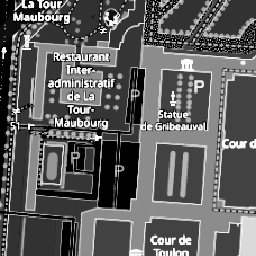 La Tour
Maubourg
Restaurant
Inter-
administratif
de La
Tour-
Maubourg
P
P
Statue
de Gribeauval
Cour d
P
P
Cour de
Toulon